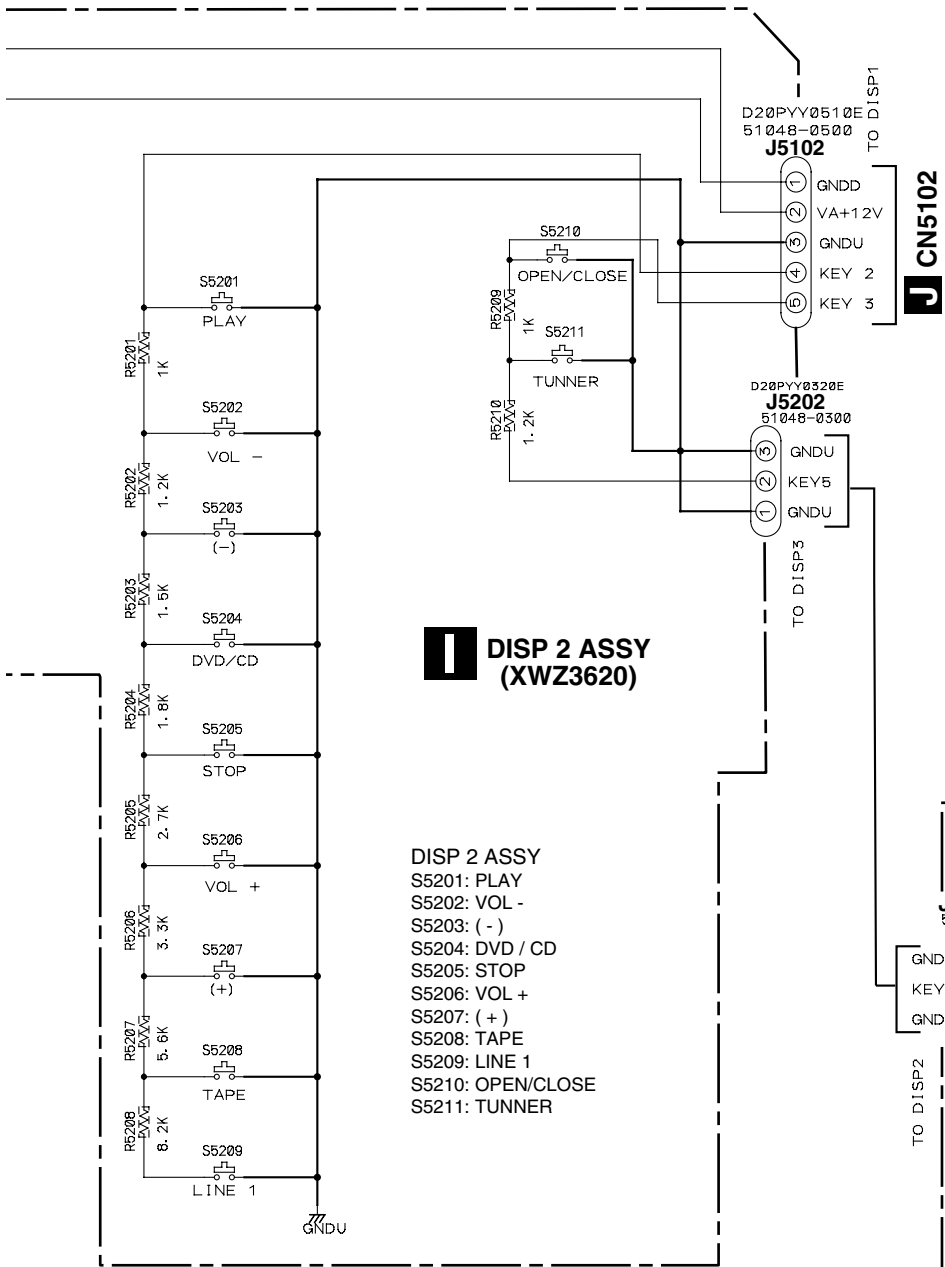 D20PYY0510E
51048-0500
J5102
TO DISP1
1 GNDD
2 VA+12V
3 GNDU
4 KEY 2
5 KEY 3
J CN5102
S5210
OPEN/CLOSE
R5209
1K
S5211
TUNNER
R5210
1.2K
D20PYY0320E
J5202
51048-0300
3 GNDU
2 KEY5
1 GNDU
TO DISP3
S5201
PLAY
R5201
1K
S5202
VOL -
R5202
1.2K
S5203
(-)
R5203
1.5K
S5204
DVD/CD
R5204
1.8K
S5205
STOP
R5205
2.7K
S5206
VOL +
R5206
3.3K
S5207
(+)
R5207
5.6K
S5208
TAPE
R5208
8.2K
S5209
LINE 1
GNDU
I DISP 2 ASSY
(XWZ3620)
DISP 2 ASSY
S5201: PLAY
S5202: VOL -
S5203: ( - )
S5204: DVD / CD
S5205: STOP
S5206: VOL +
S5207: ( + )
S5208: TAPE
S5209: LINE 1
S5210: OPEN/CLOSE
S5211: TUNNER
GND
KEY
GND
TO DISP2